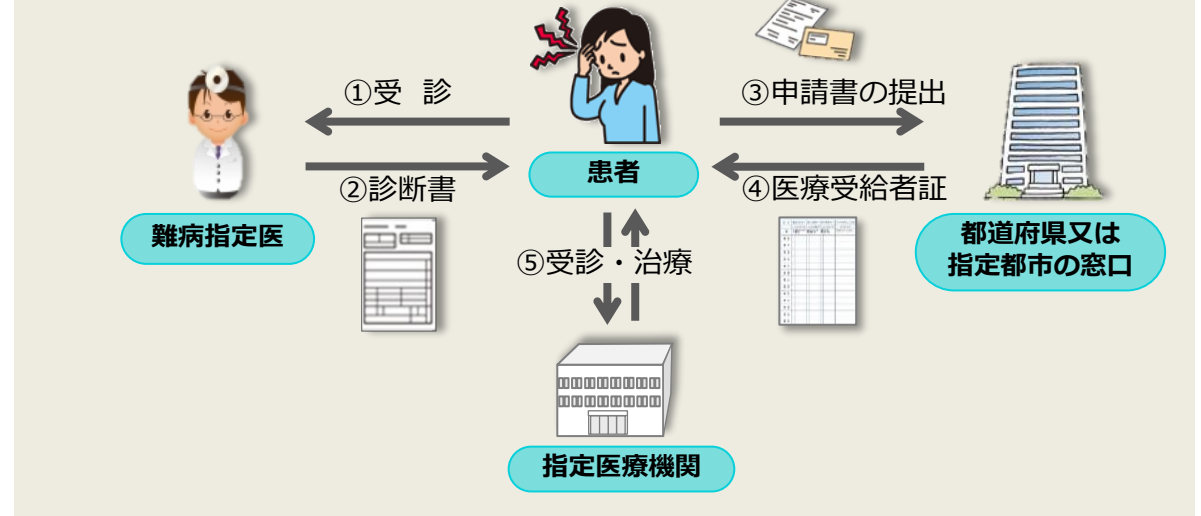 ①受 診
③申請書の提出
②診断書
患者
④医療受給者証
難病指定医
都道府県又は
指定都市の窓口
⑤受診・治療
指定医療機関